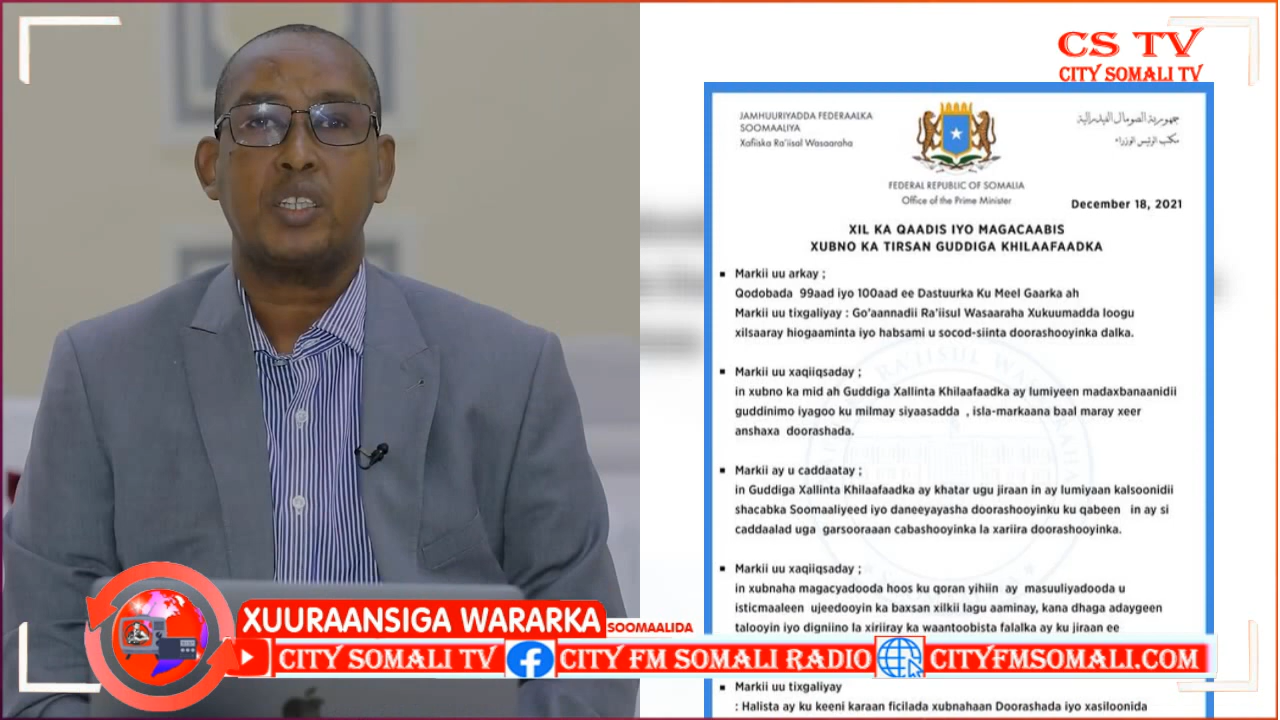 CS TV
CITY SOMALI TV
JAMHUURIYADDA FEDERAALKA
SOOMAALIYA
Xafiiska Ra'iisul Wasaaraha
جمهورية الصومال الفيدرالية
مكتب الرئيس الوزراء
FEDERAL REPUBLIC OF SOMALIA
Office of the Prime Minister
December 18, 2021
XIL KA QAADIS IYO MAGACAABIS
XUBNO KA TIRSAN GUDDIGA KHILAAFAADKA
▪ Markii uu arkay ;
Qodobada 99aad iyo 100aad ee Dastuurka Ku Meel Gaarka ah
Markii uu tixgaliyay : Go'aannadii Ra'iisul Wasaaraha Xukuumadda loogu
xilsaaray hiogaaminta iyo habsami u socod-siinta doorashooyinka dalka.
▪ Markii uu xaqiiqsaday ;
in xubno ka mid ah Guddiga Xallinta Khilaafaadka ay lumiyeen madaxbanaanidii
guddinimo iyagoo ku milmay siyaasadda , isla-markaana baal maray xeer
anshaxa doorashada.
▪ Markii ay u caddaatay ;
in Guddiga Xallinta Khilaafaadka ay khatar ugu jiraan in ay lumiyaan kalsoonidii
shacabka Soomaaliyeed iyo daneeyayasha doorashooyinku ku qabeen in ay si
caddaalad uga garsooraaan cabashooyinka la xariira doorashooyinka.
▪ Markii uu xaqiiqsaday ;
in xubnaha magacyadooda hoos ku qoran yihiin ay masuuliyadooda u
isticmaaleen ujeedooyin ka baxsan xilkii lagu aaminay, kana dhaga adaygeen
talooyin iyo digniino la xiriiray ka waantoobista falalka ay ku jiraan ee
▪ Markii uu tixgaliyay
: Halista ay ku keeni karaan ficilada xubnahaan Doorashada iyo xasiloonida
XUURAANSIGA WARARKA
SOOMAALIDA
CITY SOMALI TV
CITY FM SOMALI RADIO
CITYFMSOMALI.COM